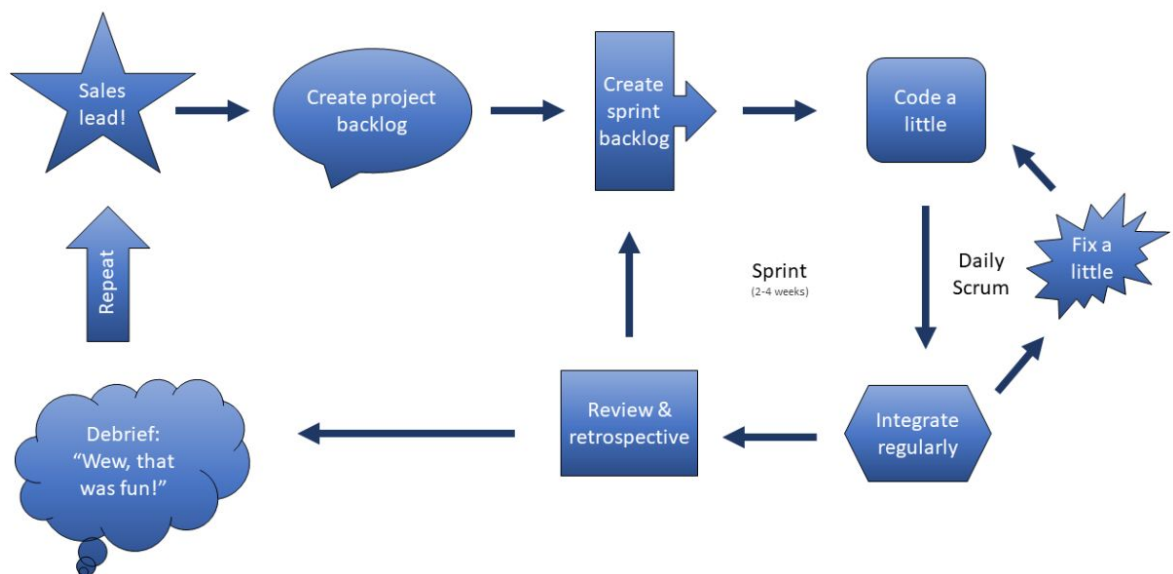 Sales
lead!
Create project
backlog
Create
sprint
backlog
Code a
little
Repeat
Sprint
(2-4 weeks)
Daily
Scrum
Fix a
little
Debrief:
“Wew, that
was fun!”
Review &
retrospective
Integrate
regularly